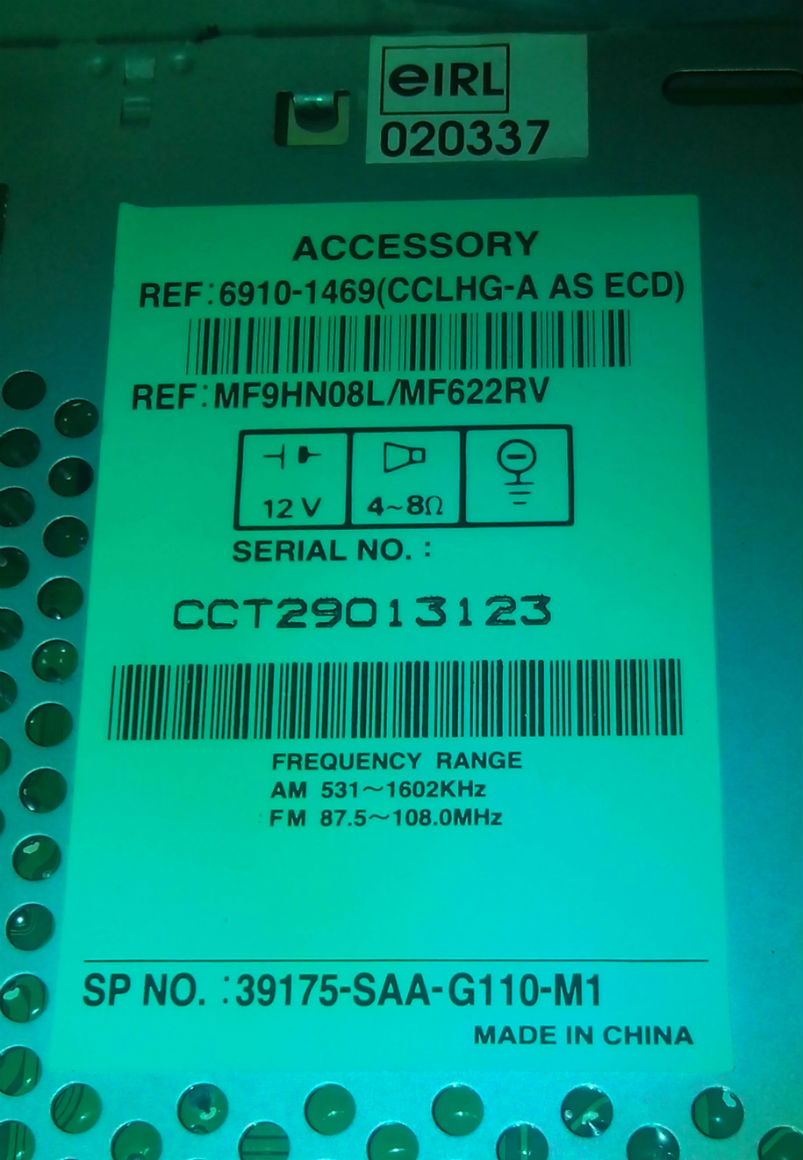 eIRL
020337
ACCESSORY
REF:6910-1469(CCLHG-A AS ECD)
REF:MF9HN08L/MF622RV
12 V 4~8Ω
SERIAL NO. :
CCT29013123
FREQUENCY RANGE
AM 531~1602KHz
FM 87.5~108.0MHz
SP NO. :39175-SAA-G110-M1
MADE IN CHINA